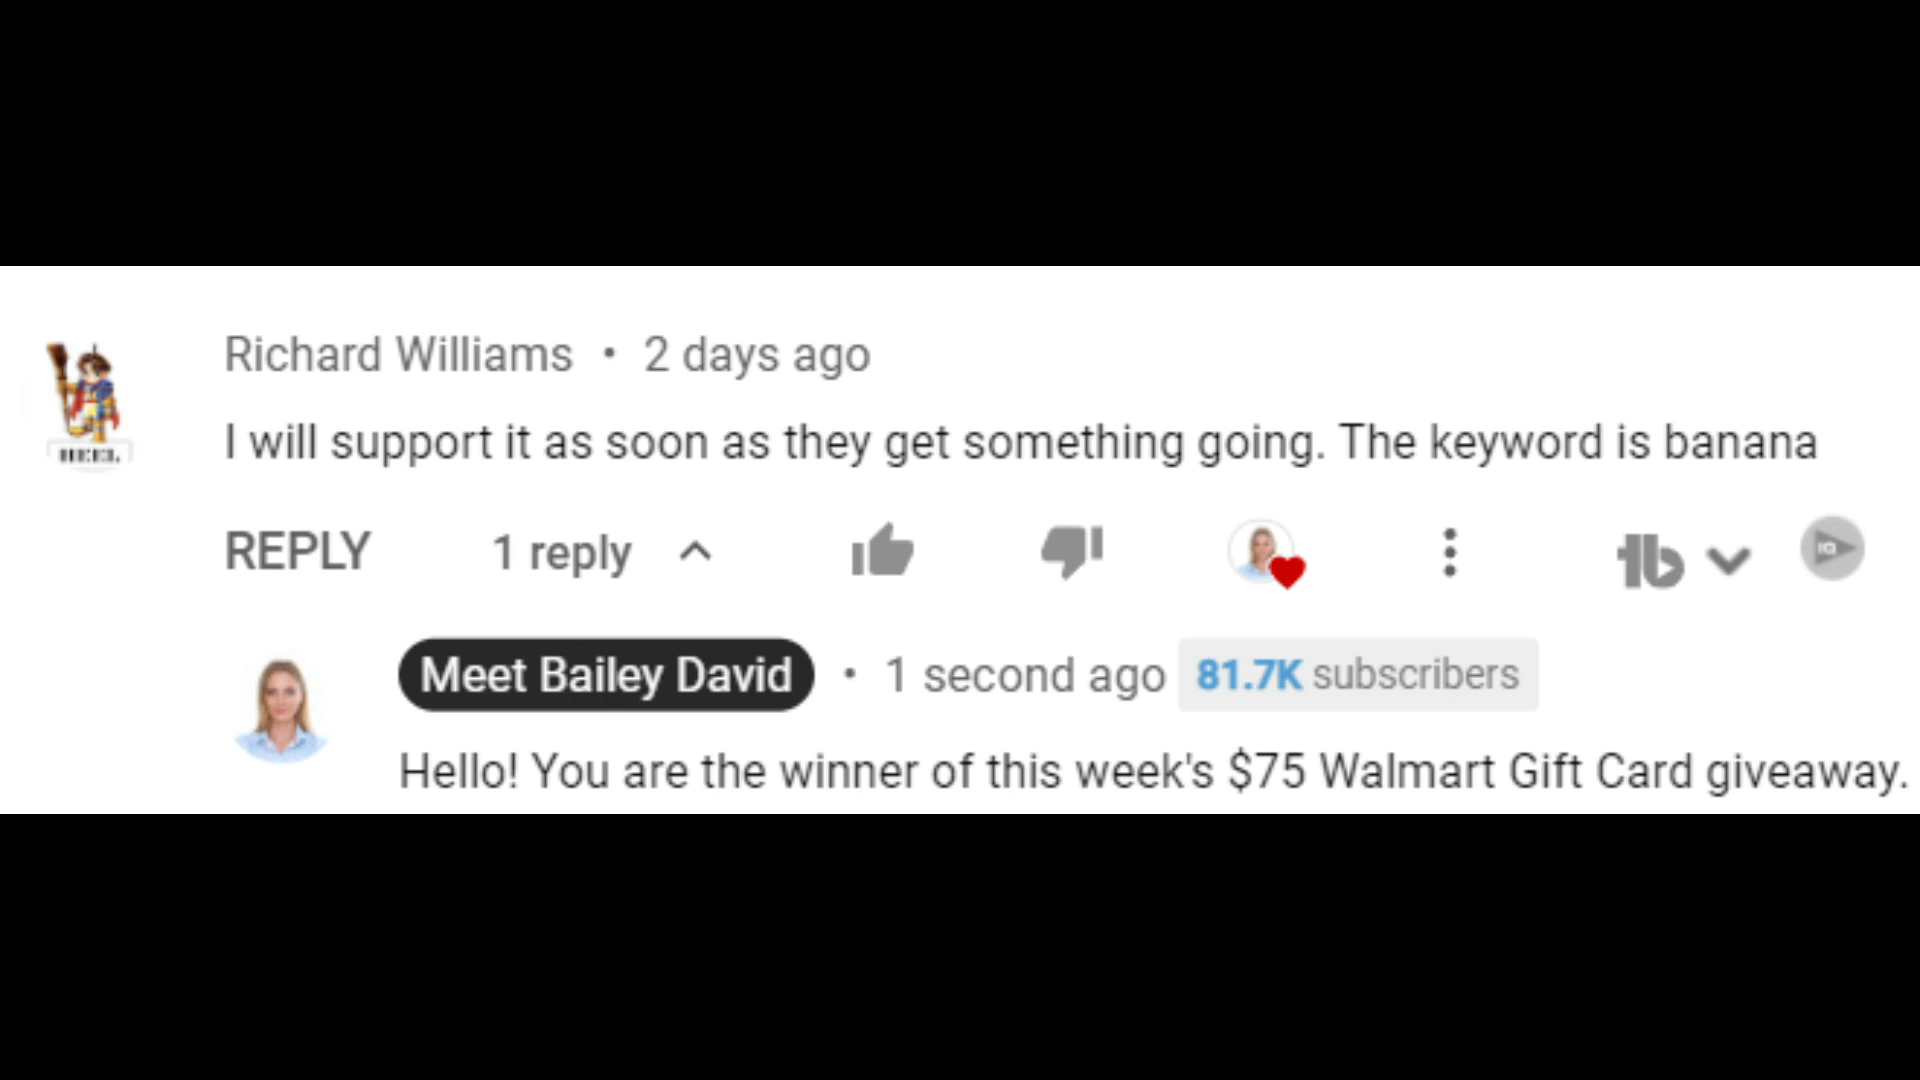 Richard Williams • 2 days ago
I will support it as soon as they get something going. The keyword is banana
REPLY 1 reply
Meet Bailey David • 1 second ago 81.7K subscribers
Hello! You are the winner of this week's $75 Walmart Gift Card giveaway.